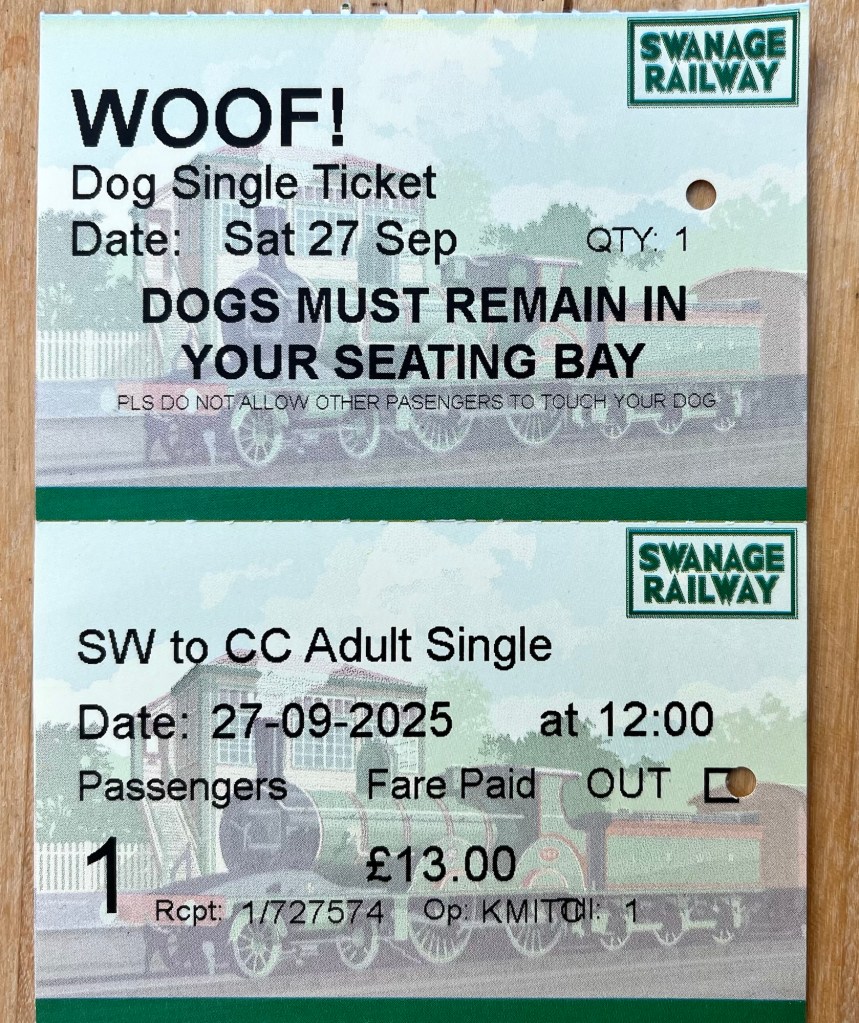 SWANAGE
RAILWAY
WOOF!
Dog Single Ticket
Date: Sat 27 Sep QTY: 1
DOGS MUST REMAIN IN
YOUR SEATING BAY
PLS DO NOT ALLOW OTHER PASENGERS TO TOUCH YOUR DOG
SWANAGE
RAILWAY
SW to CC Adult Single
Date: 27-09-2025 at 12:00
Passengers Fare Paid OUT
1 £13.00
Rcpt: 1/727574 Op: 1